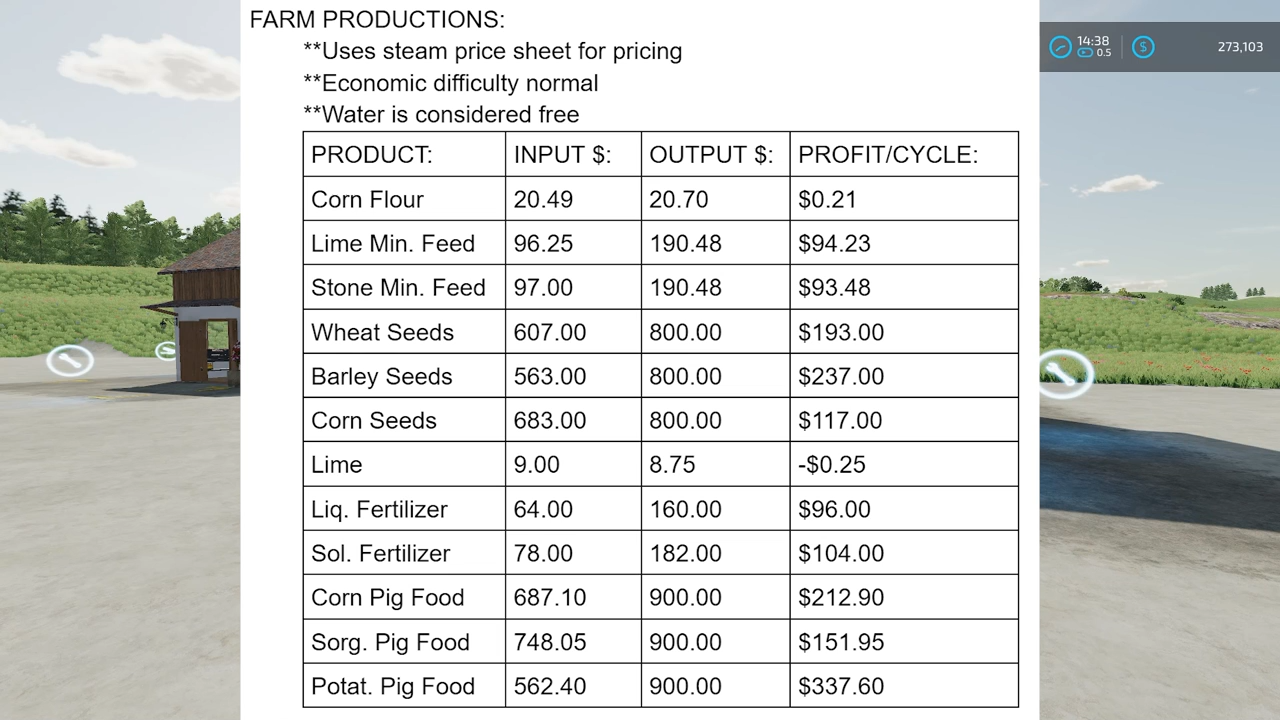 FARM PRODUCTIONS:
**Uses steam price sheet for pricing
**Economic difficulty normal
**Water is considered free
PRODUCT: INPUT $: OUTPUT $: PROFIT/CYCLE:
Corn Flour 20.49 20.70 $0.21
Lime Min. Feed 96.25 190.48 $94.23
Stone Min. Feed 97.00 190.48 $93.48
Wheat Seeds 607.00 800.00 $193.00
Barley Seeds 563.00 800.00 $237.00
Corn Seeds 683.00 800.00 $117.00
Lime 9.00 8.75 -$0.25
Liq. Fertilizer 64.00 160.00 $96.00
Sol. Fertilizer 78.00 182.00 $104.00
Corn Pig Food 687.10 900.00 $212.90
Sorg. Pig Food 748.05 900.00 $151.95
Potat. Pig Food 562.40 900.00 $337.60
14:38 $ 273,103
0.5